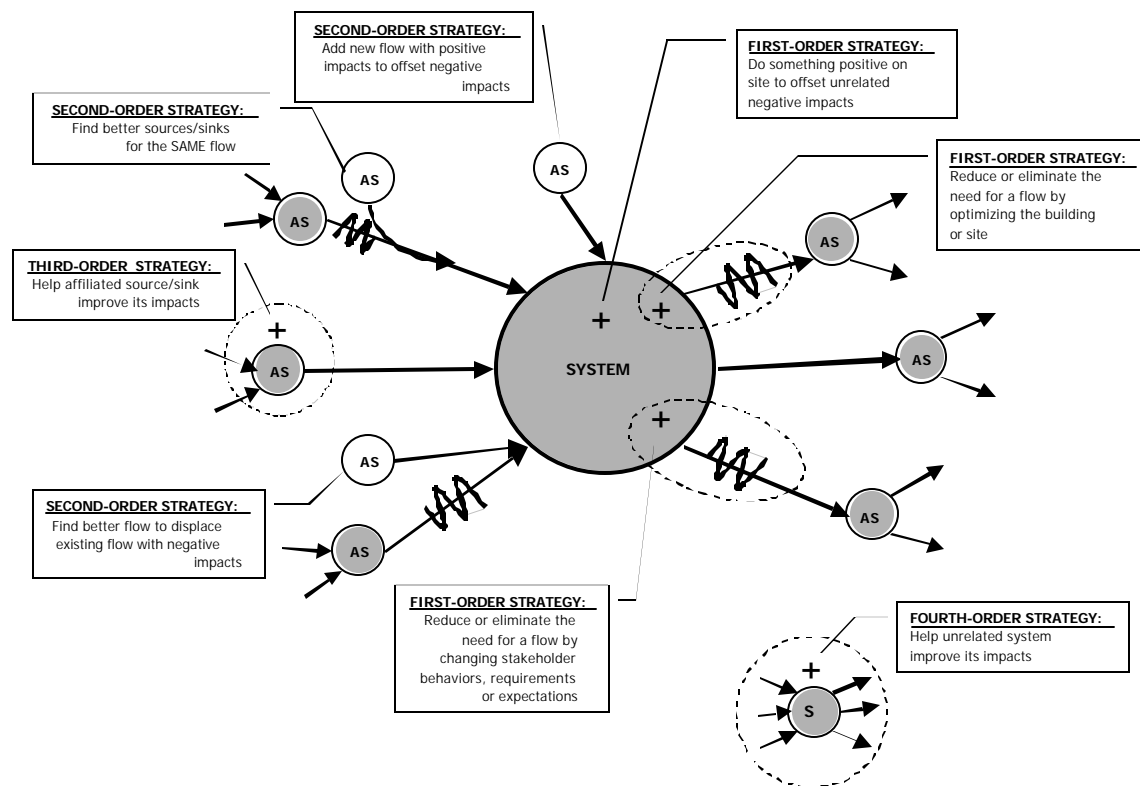 SECOND-ORDER STRATEGY:
Add new flow with positive
impacts to offset negative
impacts
FIRST-ORDER STRATEGY:
Do something positive on
site to offset unrelated
negative impacts
SECOND-ORDER STRATEGY:
Find better sources/sinks
for the SAME flow
FIRST-ORDER STRATEGY:
Reduce or eliminate the
need for a flow by
optimizing the building
or site
AS
AS
AS
AS
THIRD-ORDER STRATEGY:
Help affiliated source/sink
improve its impacts
+
+
+
AS
SYSTEM
AS
+
AS
SECOND-ORDER STRATEGY:
Find better flow to displace
existing flow with negative
impacts
AS
AS
FIRST-ORDER STRATEGY:
Reduce or eliminate the
need for a flow by
changing stakeholder
behaviors, requirements
or expectations
FOURTH-ORDER STRATEGY:
Help unrelated system
improve its impacts
+
S